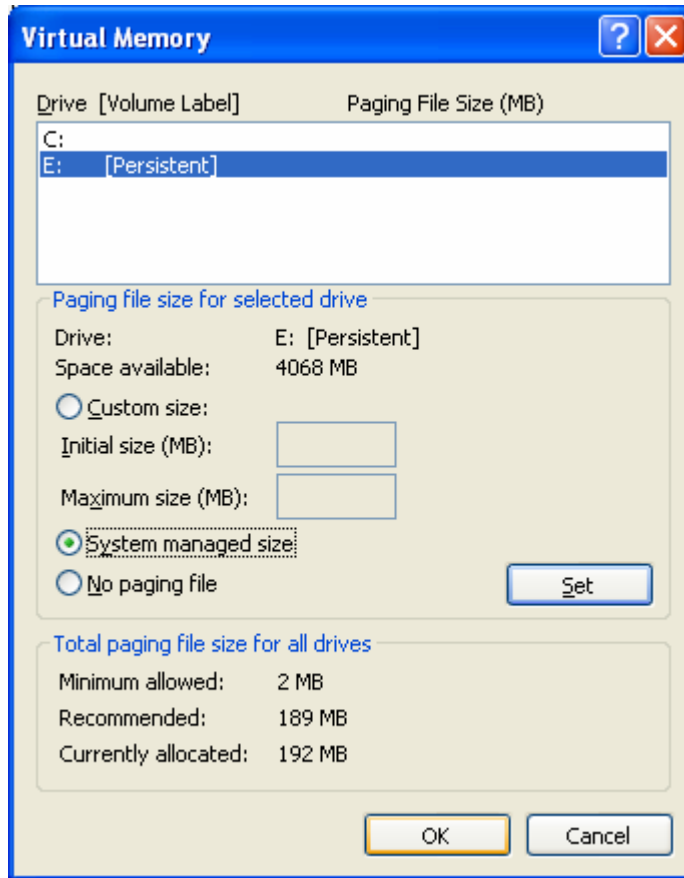 Virtual Memory
?
Drive [Volume Label] Paging File Size (MB)
C:
E: [Persistent]
Paging file size for selected drive
Drive: E: [Persistent]
Space available: 4068 MB
Custom size:
Initial size (MB):
Maximum size (MB):
System managed size
No paging file Set
Total paging file size for all drives
Minimum allowed: 2 MB
Recommended: 189 MB
Currently allocated: 192 MB
OK Cancel